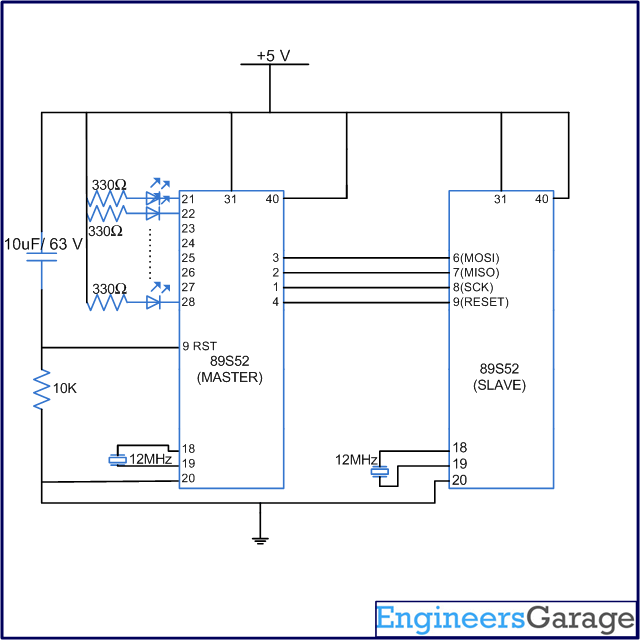 +5 V
330Ω
21
31
40
31
40
22
330Ω
23
10uF/ 63 V
24
25
3
6(MOSI)
26
2
7(MISO)
330Ω
27
1
8(SCK)
28
4
9(RESET)
9 RST
89S52
(MASTER)
89S52
(SLAVE)
10K
18
12MHz
19
20
18
12MHz
19
20
EngineersGarage